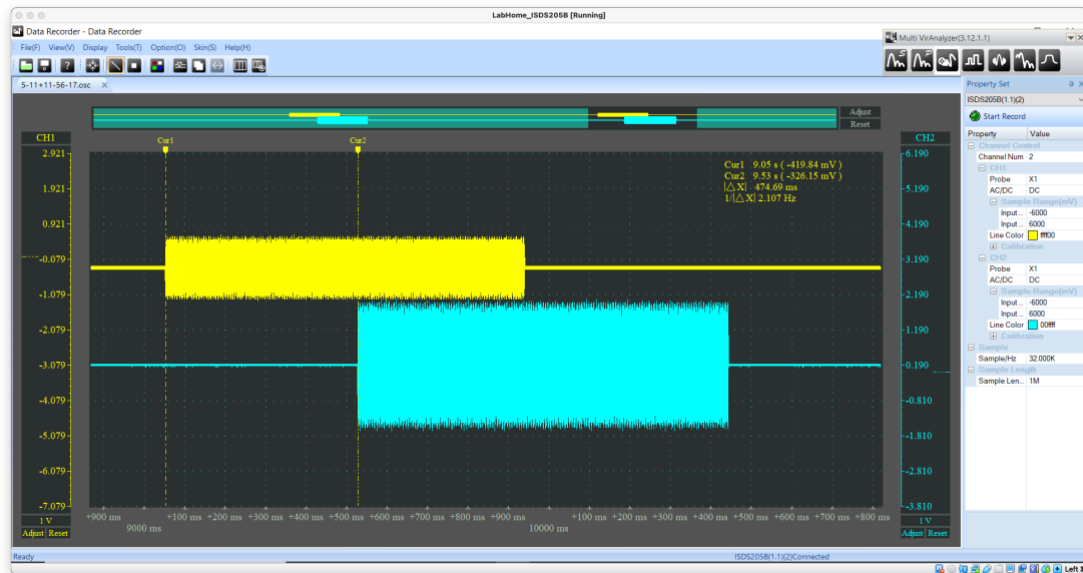 LabHome_ISDS205B [Running]
Data Recorder - Data Recorder
File(F) View(V) Display Tools(T) Option(O) Skin(S) Help(H)
Multi VirAnalyzer(3.12.1.1)
5-11+11-56-17.osc
Property Set
ISDS205B(1.1)(2)
Start Record
Adjust
Reset
CH1
CH2
Cur1
Cur2
Cur1 9.05 s ( -419.84 mV )
Cur2 9.53 s ( -326.15 mV )
|△X| 474.69 ms
1/|△X| 2.107 Hz
2.921
1.921
0.921
-0.079
-1.079
-2.079
-3.079
-4.079
-5.079
-6.079
-7.079
1 V
Adjust Reset
+900 ms +100 ms +200 ms +300 ms +400 ms +500 ms +600 ms +700 ms +800 ms +900 ms +100 ms +200 ms +300 ms +400 ms +500 ms +600 ms +700 ms +800 ms
9000 ms 10000 ms
6.190
5.190
4.190
3.190
2.190
1.190
0.190
-0.810
-1.810
-2.810
-3.810
1 V
Adjust Reset
Property Value
Channel Control
Channel Num 2
CH1
Probe X1
AC/DC DC
Sample Range(mV)
Input... -6000
Input... 6000
Line Color ffff00
Calibration
CH2
Probe X1
AC/DC DC
Sample Range(mV)
Input... -6000
Input... 6000
Line Color 00ffff
Calibration
Sample
Sample/Hz 32.000K
Sample Length
Sample Len... 1M
Ready
ISDS205B(1.1)(2)Connected